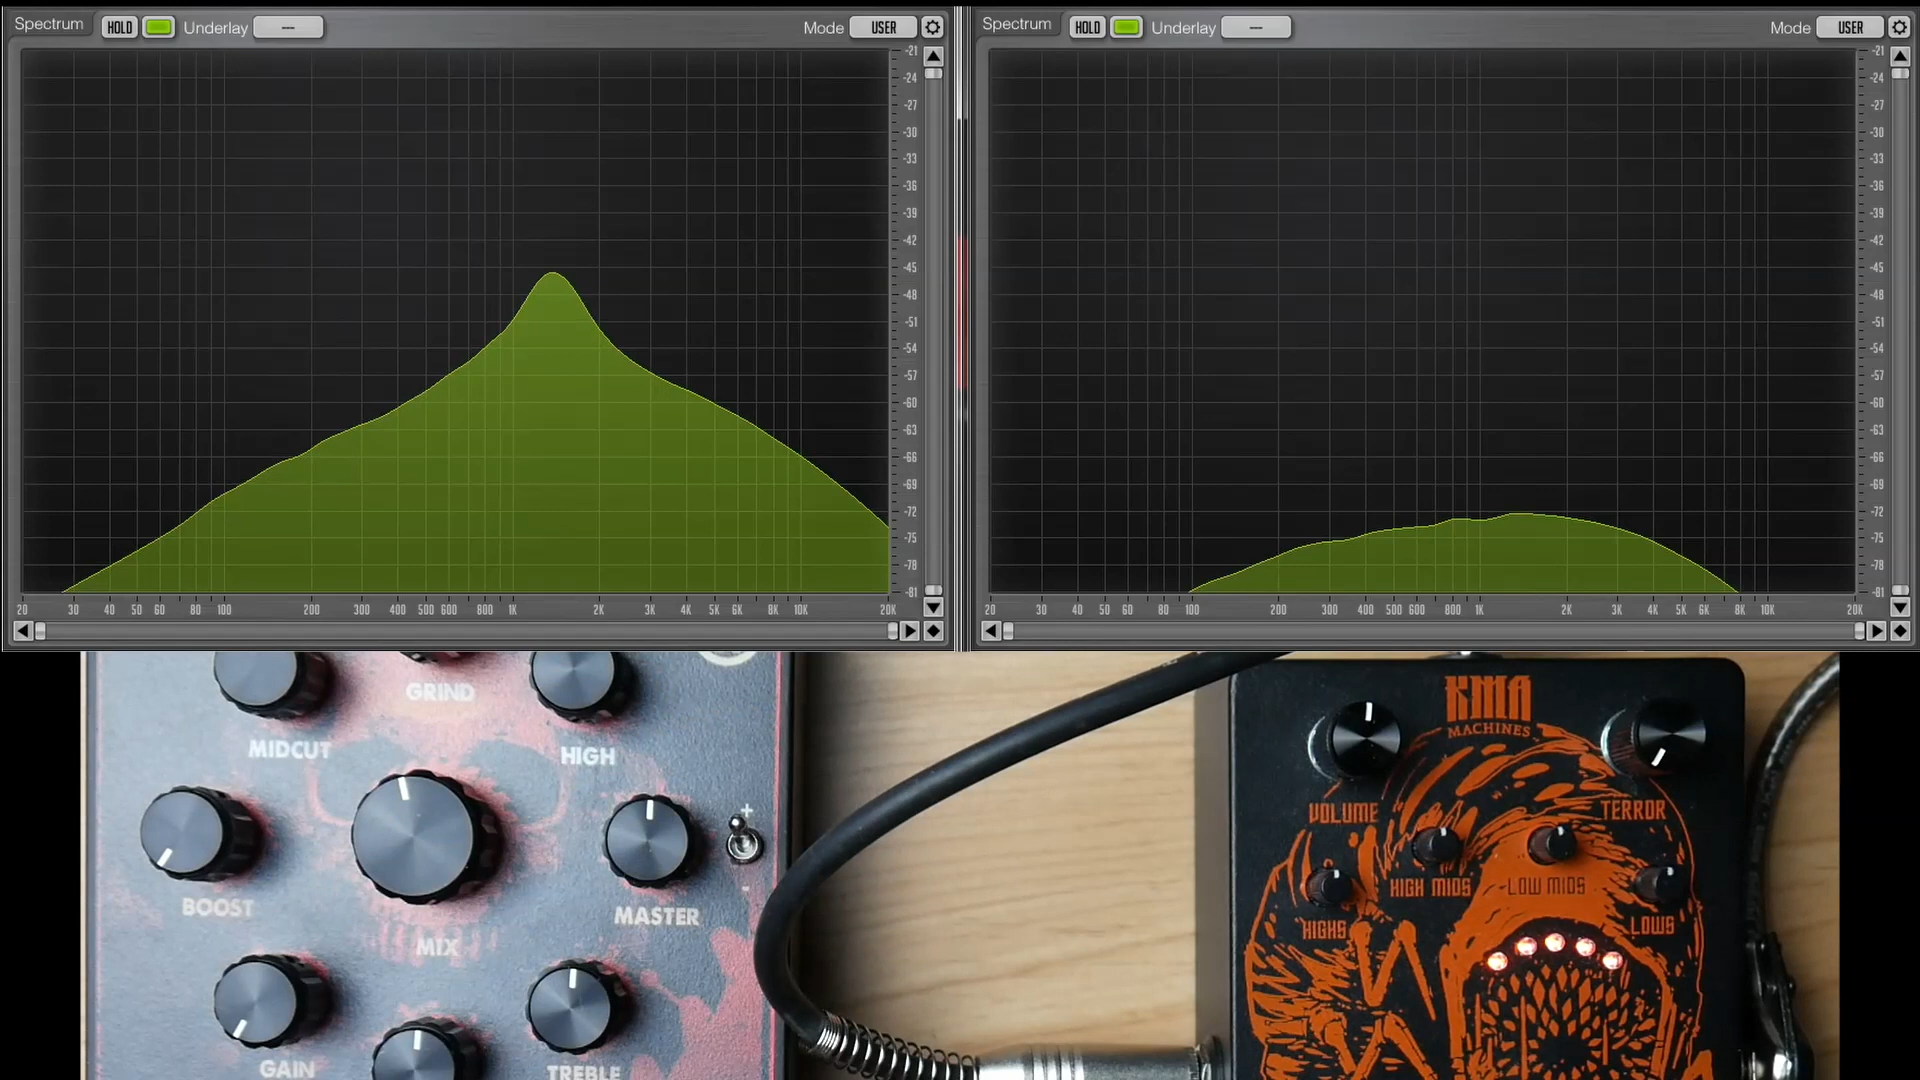 Spectrum HOLD Underlay --- Mode USER
-21
-24
-27
-30
-33
-36
-39
-42
-45
-48
-51
-54
-57
-60
-63
-66
-69
-72
-75
-78
-81
20 30 40 50 60 80 100 200 300 400 500 600 800 1K 2K 3K 4K 5K 6K 8K 10K 20K
Spectrum HOLD Underlay --- Mode USER
-21
-24
-27
-30
-33
-36
-39
-42
-45
-48
-51
-54
-57
-60
-63
-66
-69
-72
-75
-78
-81
20 30 40 50 60 80 100 200 300 400 500 600 800 1K 2K 3K 4K 5K 6K 8K 10K 20K
GRIND
MIDCUT
HIGH
+
-
BOOST
MASTER
MIX
GAIN
TREBLE
KMA
MACHINES
VOLUME
TERROR
HIGH MIDS
LOW MIDS
HIGHS
LOWS